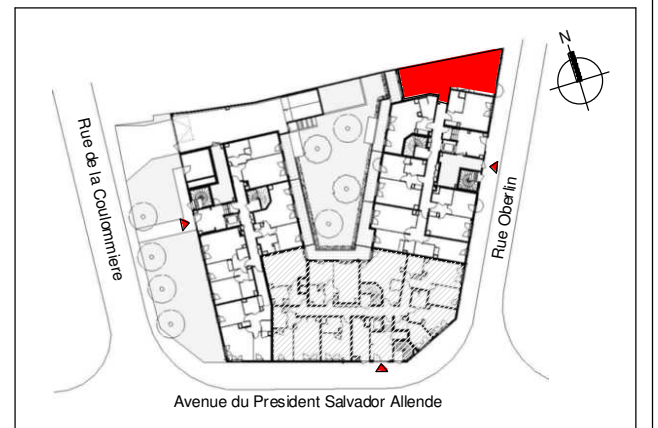 N
Rue de la Coulommiere
Rue Oberlin
Avenue du President Salvador Allende